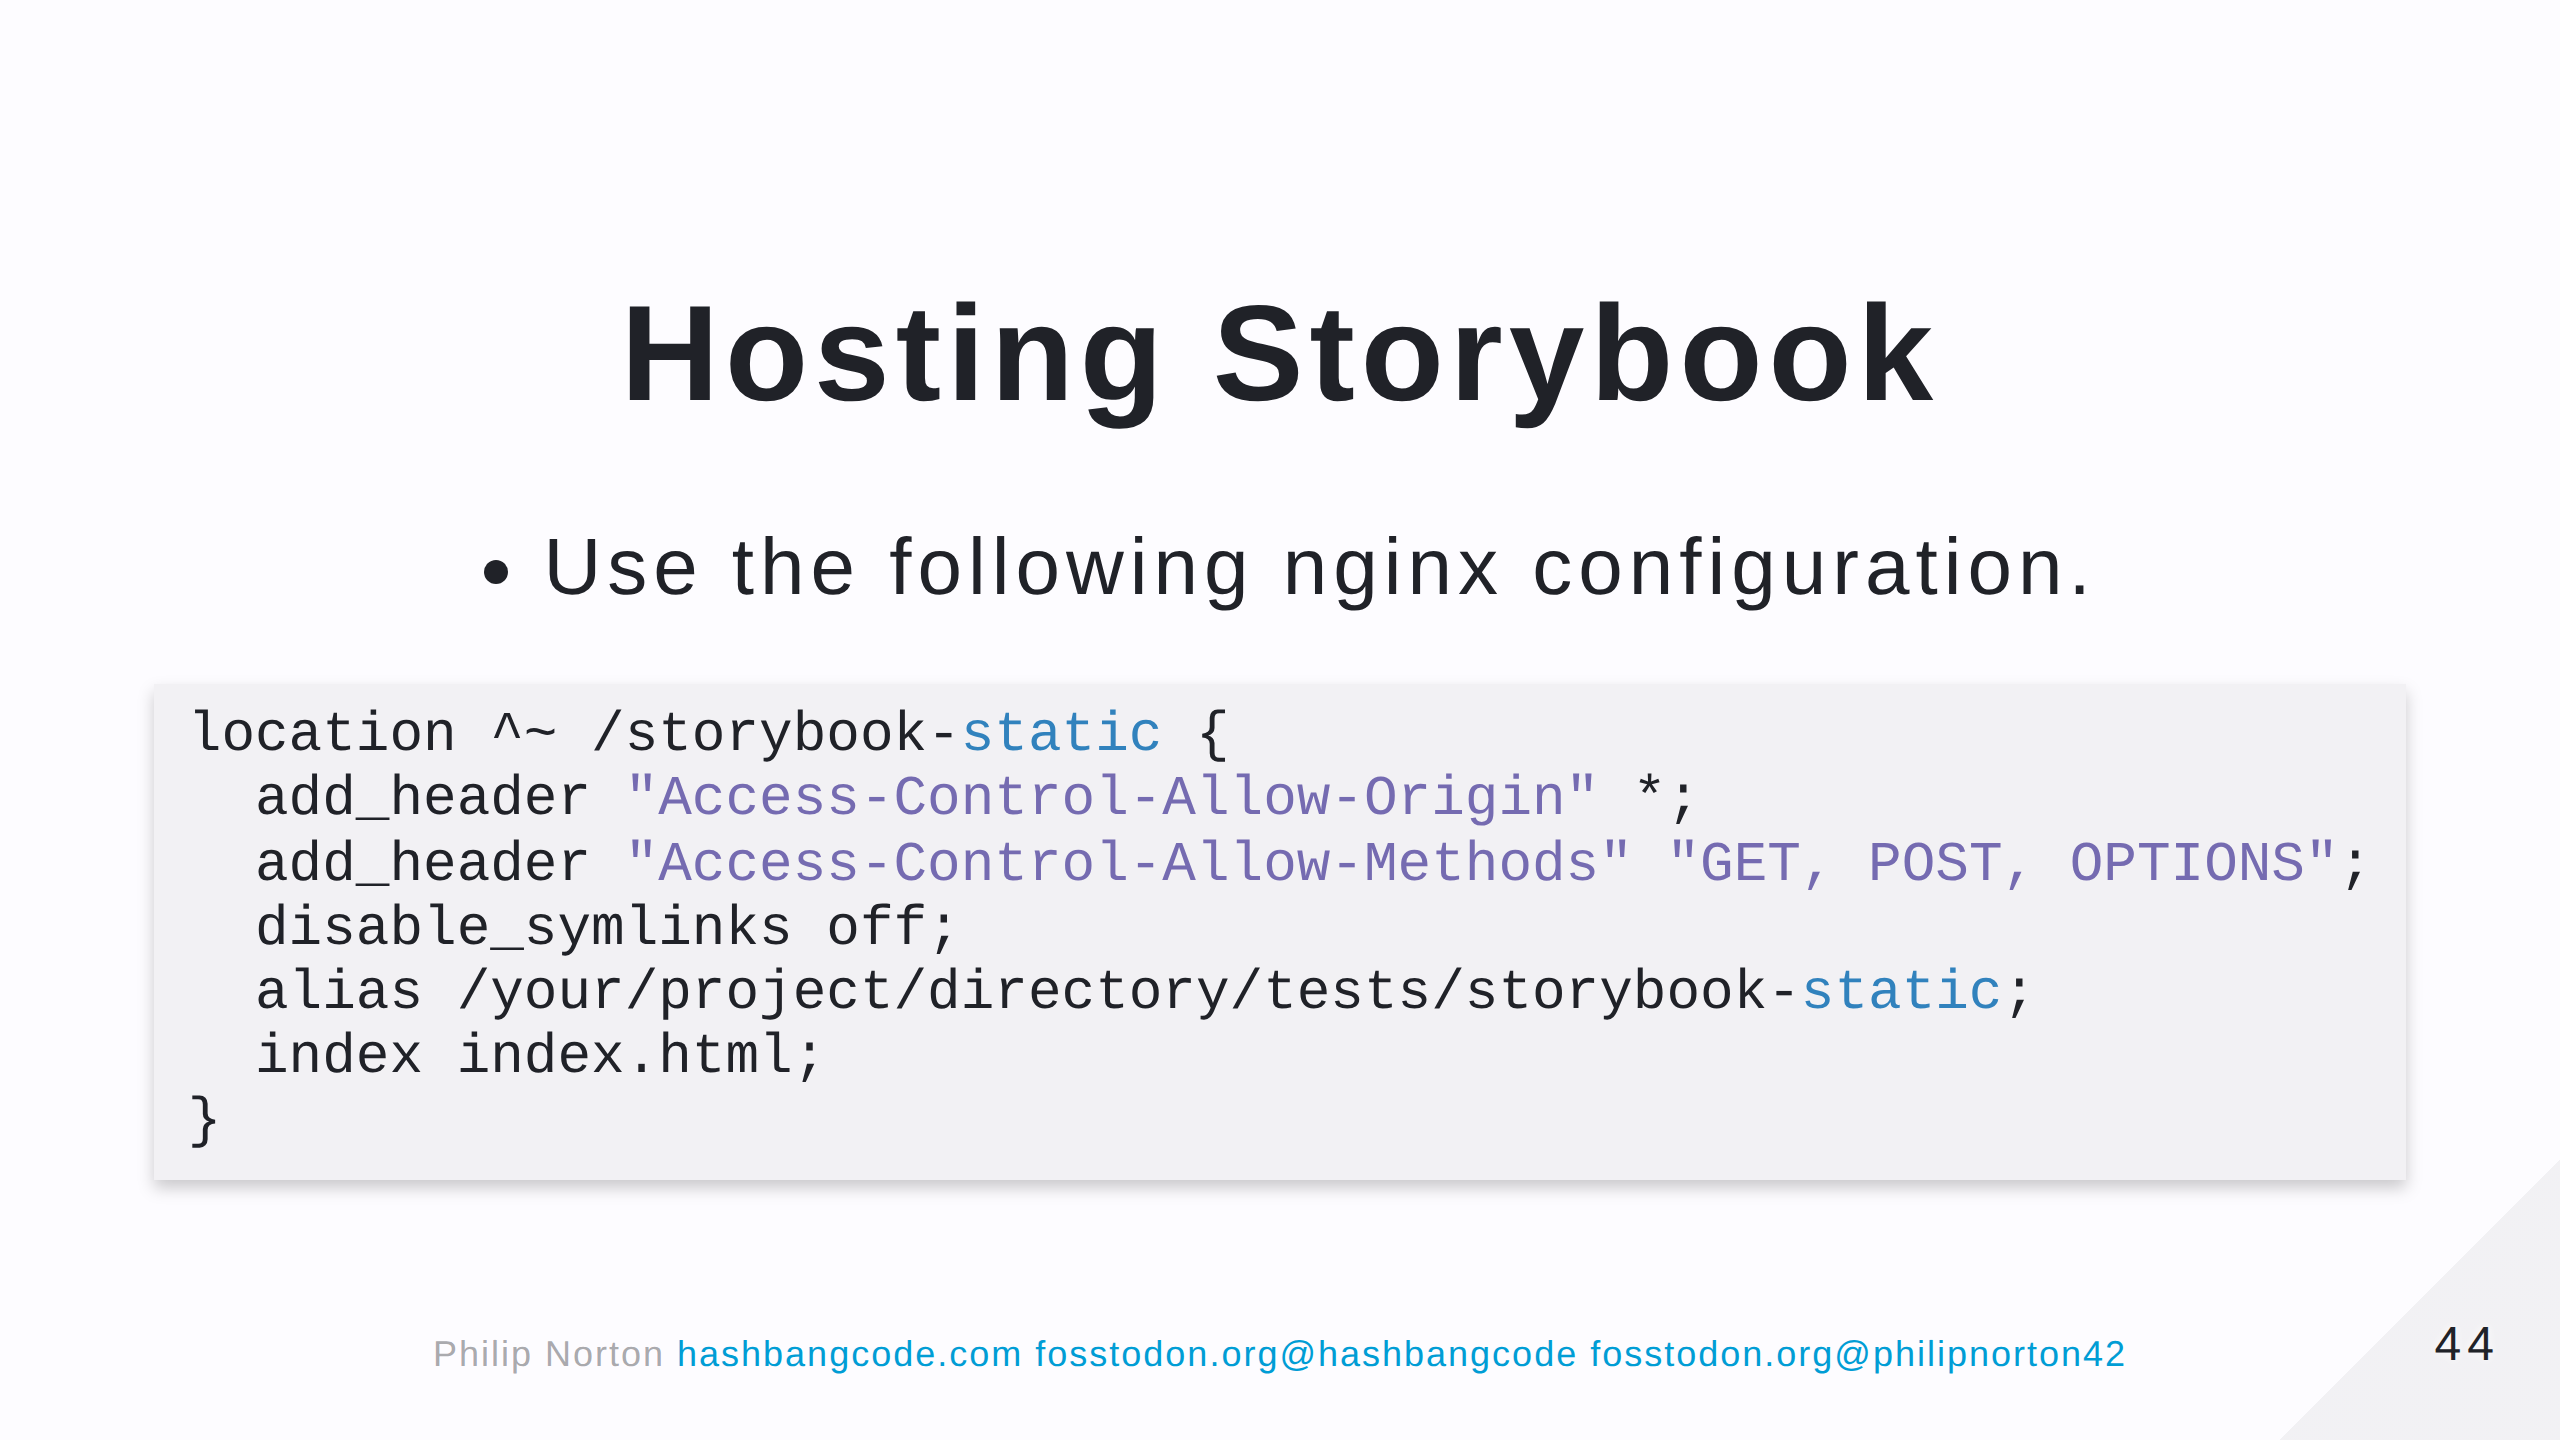 Hosting Storybook
• Use the following nginx configuration.
location ^~ /storybook-static {
  add_header "Access-Control-Allow-Origin" *;
  add_header "Access-Control-Allow-Methods" "GET, POST, OPTIONS";
  disable_symlinks off;
  alias /your/project/directory/tests/storybook-static;
  index index.html;
}
Philip Norton hashbangcode.com fosstodon.org@hashbangcode fosstodon.org@philipnorton42
44